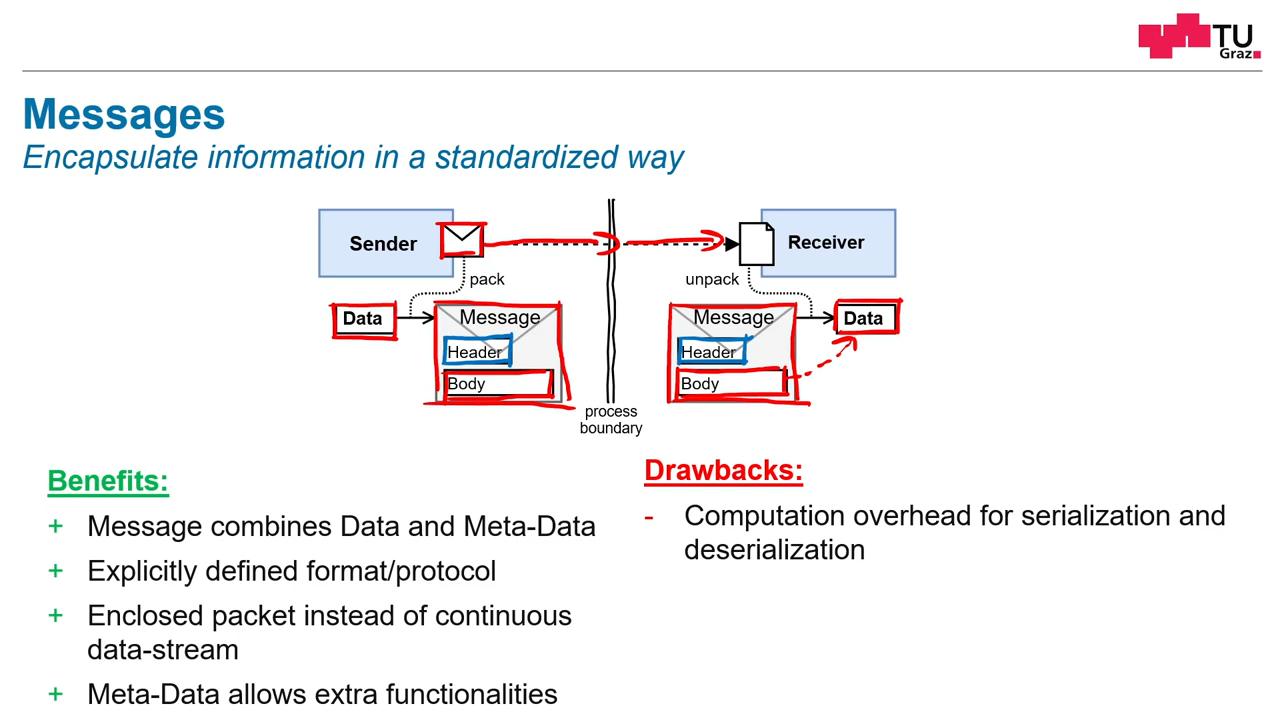 TU
Graz
Messages
Encapsulate information in a standardized way
Sender
Receiver
pack
unpack
Data
Message
Message
Data
Header
Header
Body
Body
process
boundary
Benefits:
+ Message combines Data and Meta-Data
+ Explicitly defined format/protocol
+ Enclosed packet instead of continuous
data-stream
+ Meta-Data allows extra functionalities
Drawbacks:
- Computation overhead for serialization and
deserialization